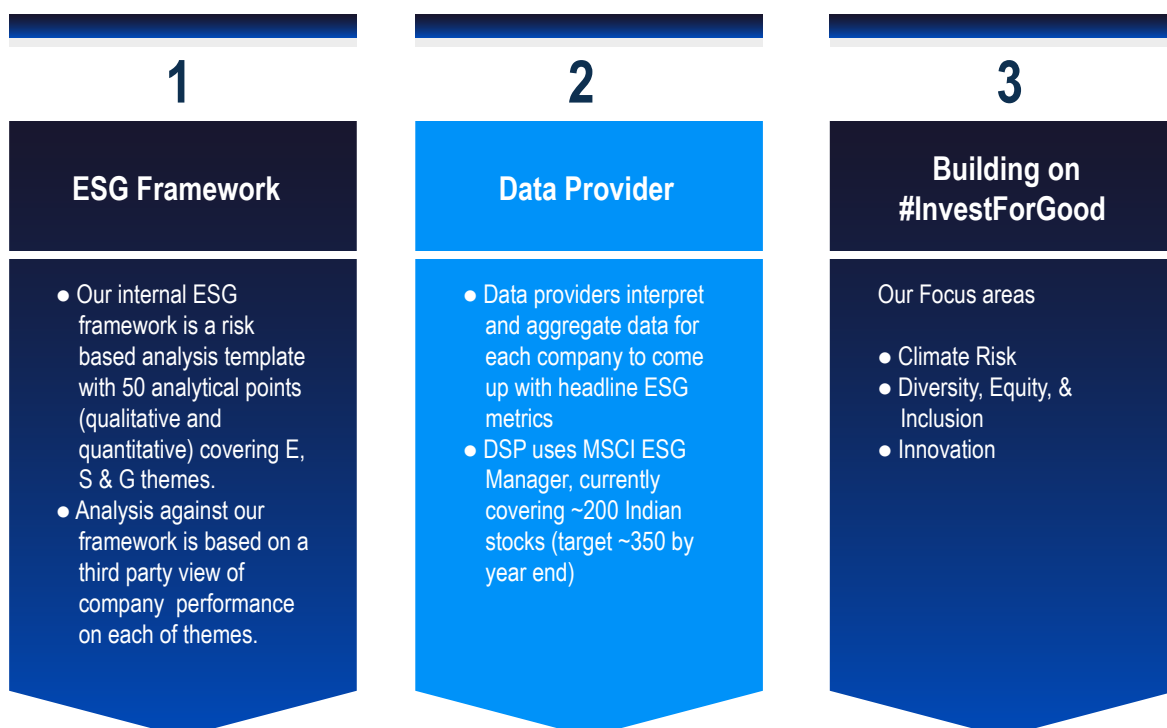 1
ESG Framework
● Our internal ESG
framework is a risk
based analysis template
with 50 analytical points
(qualitative and
quantitative) covering E,
S & G themes.
● Analysis against our
framework is based on a
third party view of
company performance
on each of themes.
2
Data Provider
● Data providers interpret
and aggregate data for
each company to come
up with headline ESG
metrics
● DSP uses MSCI ESG
Manager, currently
covering ~200 Indian
stocks (target ~350 by
year end)
3
Building on
#InvestForGood
Our Focus areas
● Climate Risk
● Diversity, Equity, &
Inclusion
● Innovation